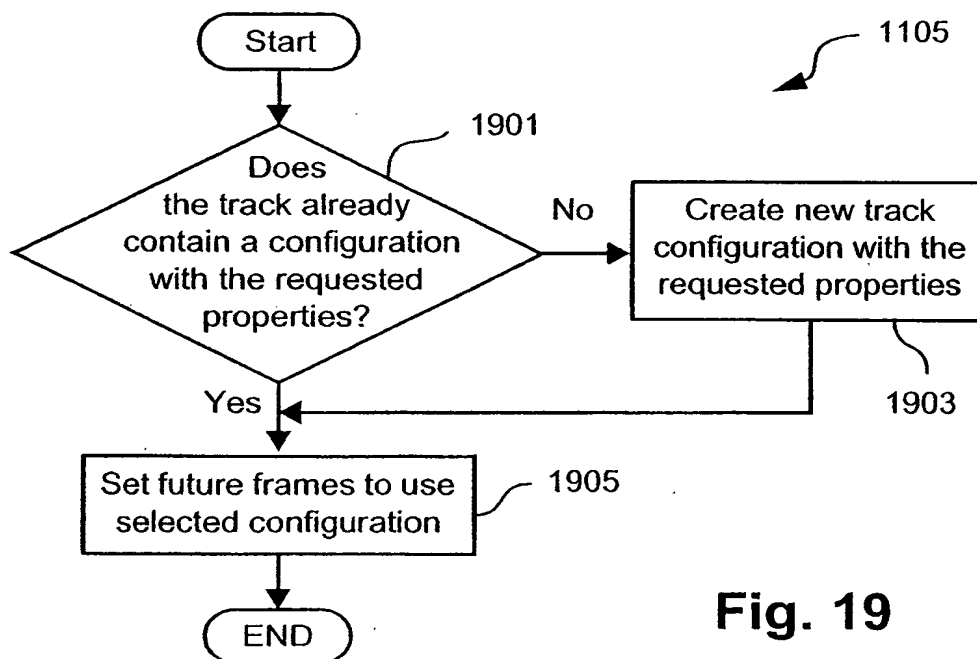 Start
1105
1901
Does
the track already
contain a configuration
with the requested
properties?
No
Create new track
configuration with the
requested properties
Yes
1903
Set future frames to use
selected configuration
1905
END
Fig. 19